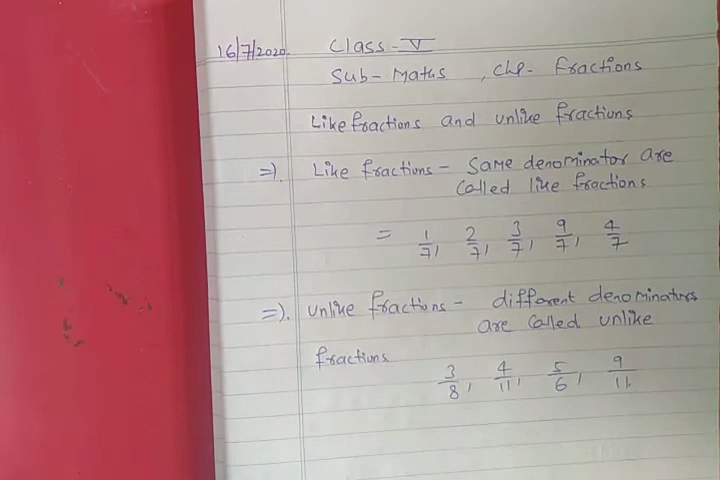 16/7/2020. Class - V
Sub- Maths , Chp- fractions
Like fractions and unlike fractions
=). Like fractions - Same denominator are
called like fractions
= 1/7, 2/7, 3/7, 9/7, 4/7
=). unlike fractions - different denominators
are called unlike
fractions
3/8, 4/11, 5/6, 9/11